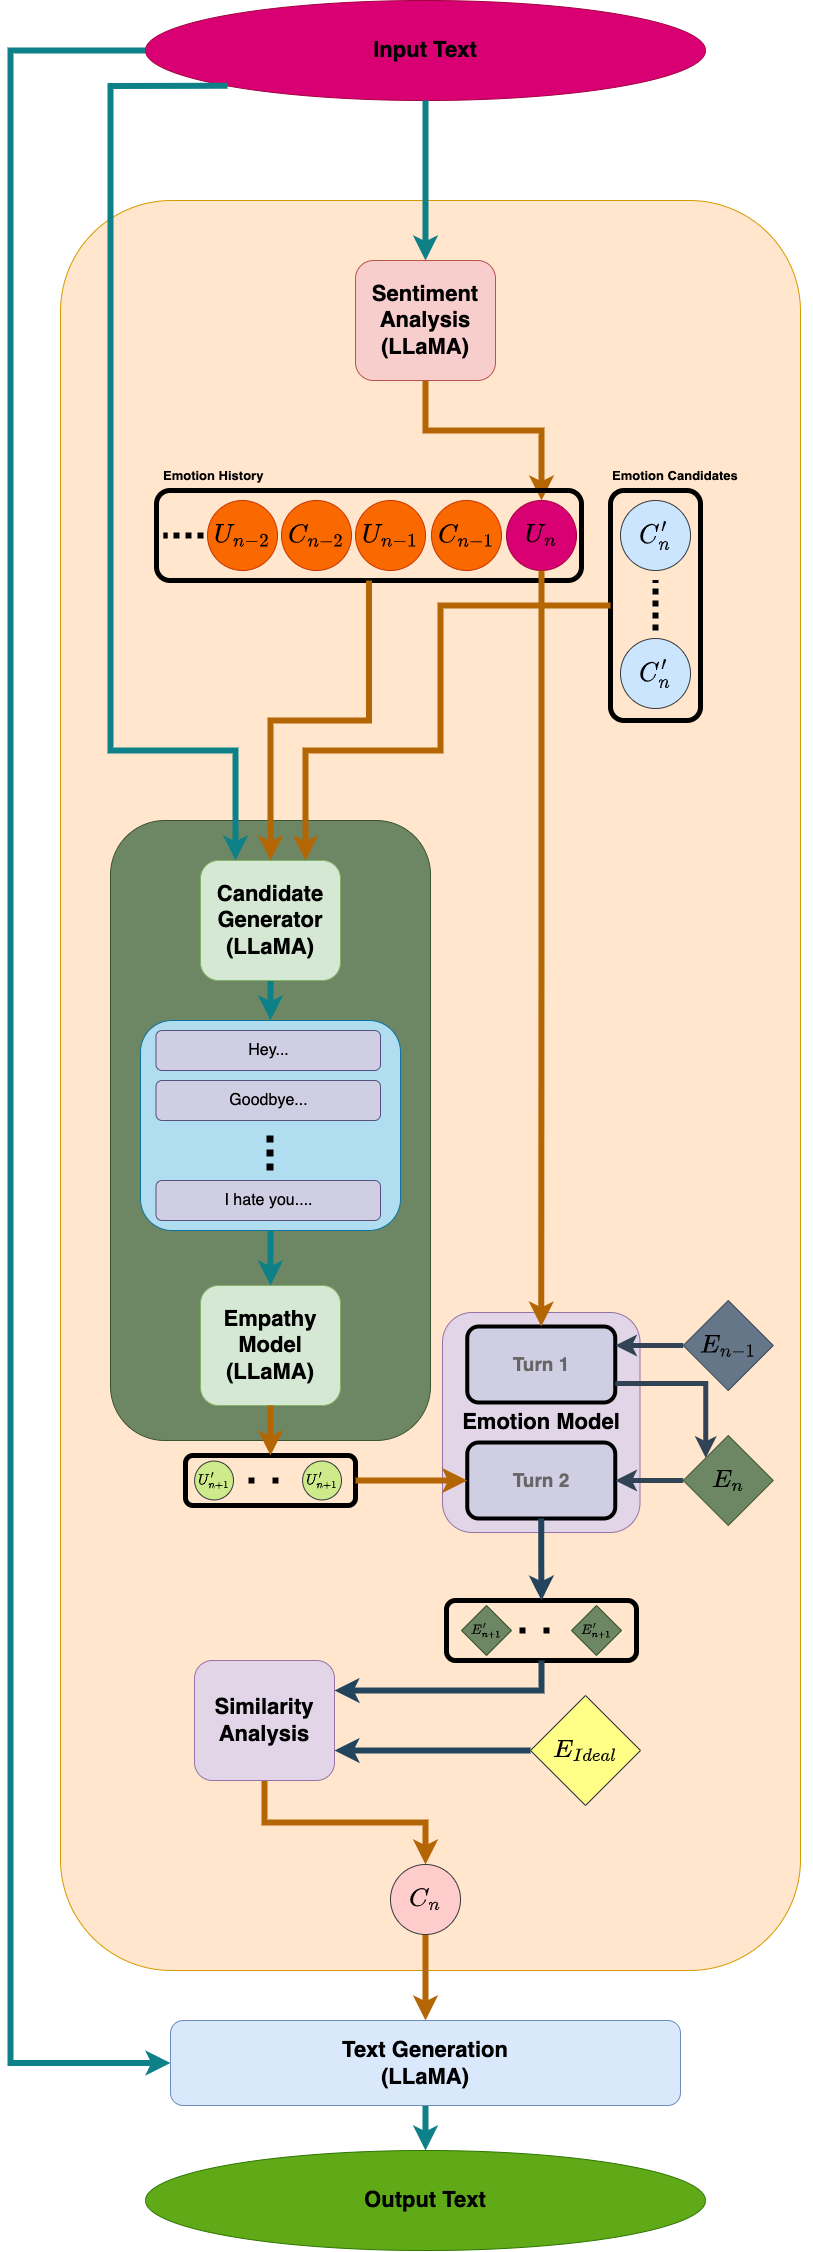 Input Text
Sentiment
Analysis
(LLaMA)
Emotion History
Emotion Candidates
U_{n-2} C_{n-2} U_{n-1} C_{n-1} U_n
C'_n
C'_n
Candidate
Generator
(LLaMA)
Hey...
Goodbye...
I hate you....
Empathy
Model
(LLaMA)
Turn 1
E_{n-1}
Emotion Model
U'_{n+1} U'_{n+1}
Turn 2
E_n
E'_{n+1} E'_{n+1}
Similarity
Analysis
E_{Ideal}
C_n
Text Generation
(LLaMA)
Output Text